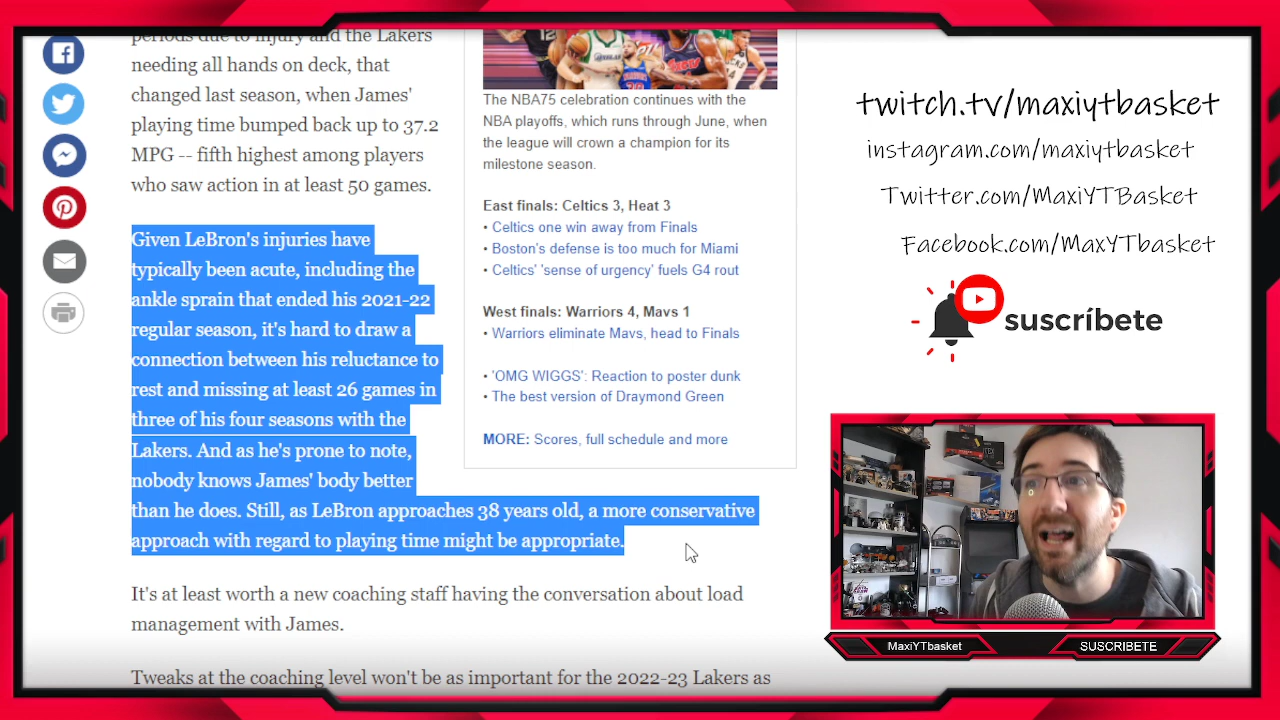 periods due to injury and the Lakers
needing all hands on deck, that
changed last season, when James'
playing time bumped back up to 37.2
MPG -- fifth highest among players
who saw action in at least 50 games.
Given LeBron's injuries have
typically been acute, including the
ankle sprain that ended his 2021-22
regular season, it's hard to draw a
connection between his reluctance to
rest and missing at least 26 games in
three of his four seasons with the
Lakers. And as he's prone to note,
nobody knows James' body better
than he does. Still, as LeBron approaches 38 years old, a more conservative
approach with regard to playing time might be appropriate.
It's at least worth a new coaching staff having the conversation about load
management with James.
Tweaks at the coaching level won't be as important for the 2022-23 Lakers as
The NBA75 celebration continues with the
NBA playoffs, which runs through June, when
the league will crown a champion for its
milestone season.
East finals: Celtics 3, Heat 3
• Celtics one win away from Finals
• Boston's defense is too much for Miami
• Celtics' 'sense of urgency' fuels G4 rout
West finals: Warriors 4, Mavs 1
• Warriors eliminate Mavs, head to Finals
• 'OMG WIGGS': Reaction to poster dunk
• The best version of Draymond Green
MORE: Scores, full schedule and more
twitch.tv/maxiytbasket
instagram.com/maxiytbasket
Twitter.com/MaxiYTBasket
Facebook.com/MaxYTbasket
suscríbete
MaxiYTbasket
SUSCRIBETE